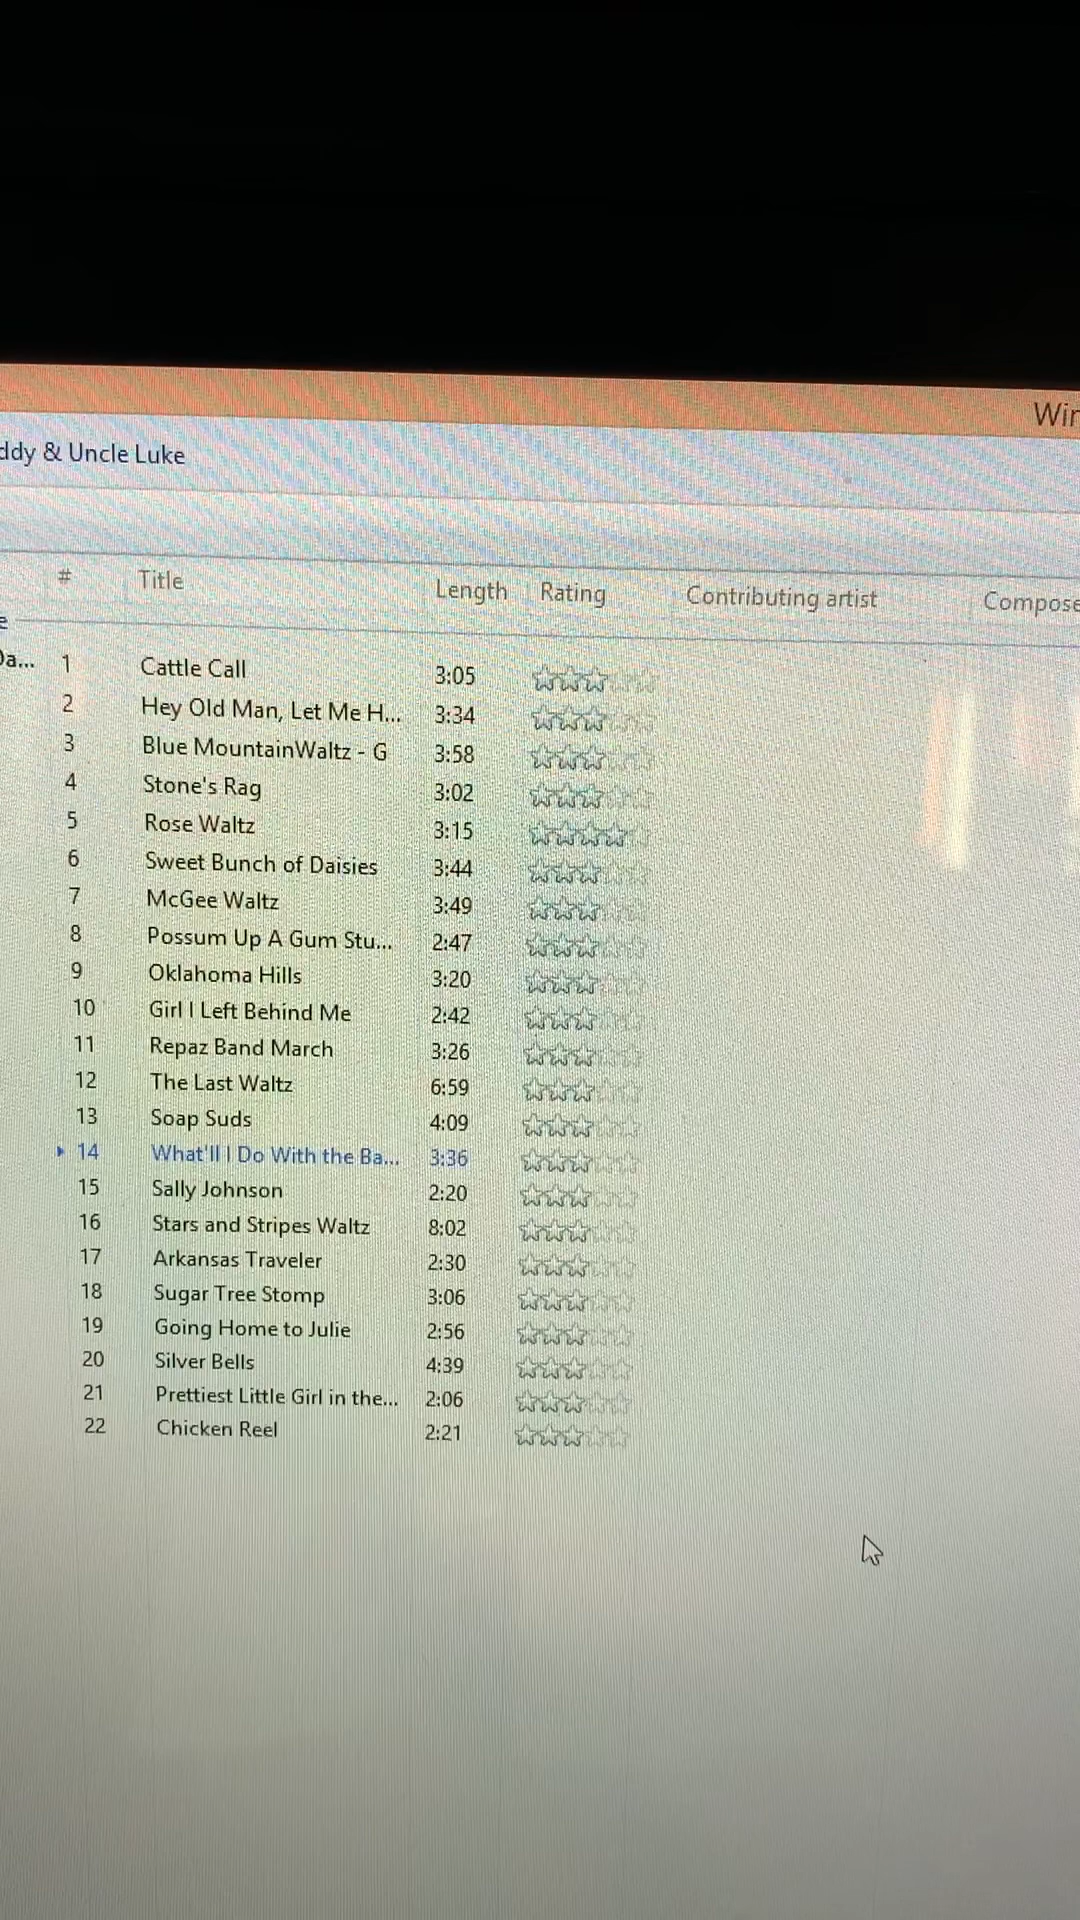 Win
ddy & Uncle Luke
# Title Length Rating Contributing artist Compose
e
Da... 1 Cattle Call 3:05
2 Hey Old Man, Let Me H... 3:34
3 Blue MountainWaltz - G 3:58
4 Stone's Rag 3:02
5 Rose Waltz 3:15
6 Sweet Bunch of Daisies 3:44
7 McGee Waltz 3:49
8 Possum Up A Gum Stu... 2:47
9 Oklahoma Hills 3:20
10 Girl I Left Behind Me 2:42
11 Repaz Band March 3:26
12 The Last Waltz 6:59
13 Soap Suds 4:09
14 What'll I Do With the Ba... 3:36
15 Sally Johnson 2:20
16 Stars and Stripes Waltz 8:02
17 Arkansas Traveler 2:30
18 Sugar Tree Stomp 3:06
19 Going Home to Julie 2:56
20 Silver Bells 4:39
21 Prettiest Little Girl in the... 2:06
22 Chicken Reel 2:21